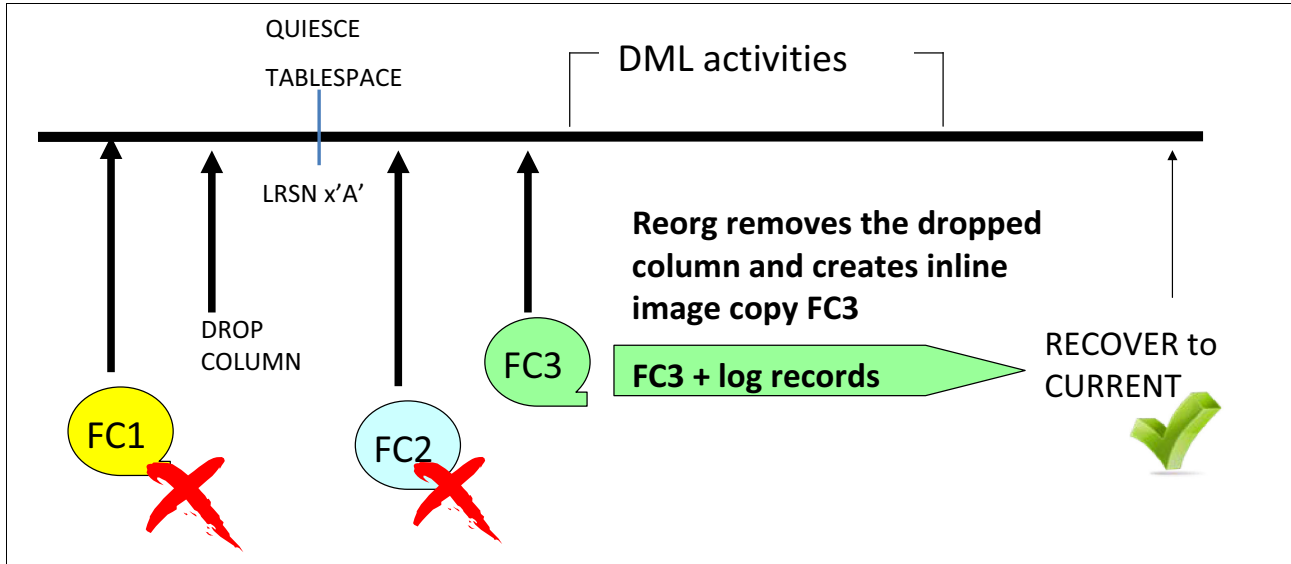 QUIESCE
TABLESPACE
DML activities
LRSN x’A’
DROP
COLUMN
Reorg removes the dropped
column and creates inline
image copy FC3
FC3
FC3 + log records
RECOVER to
CURRENT
FC1
FC2